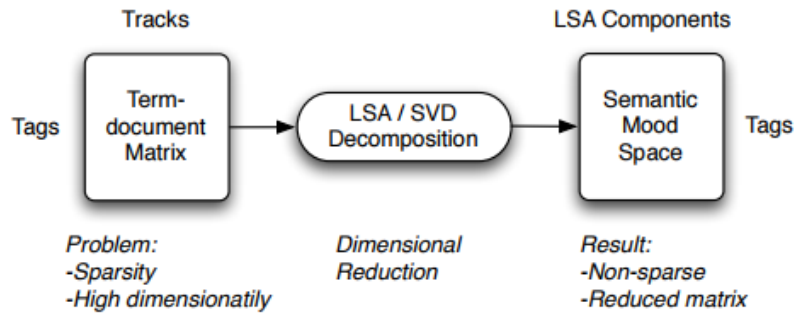 Tracks
LSA Components
Tags
Term-
document
Matrix
LSA / SVD
Decomposition
Semantic
Mood
Space
Tags
Problem:
-Sparsity
-High dimensionatily
Dimensional
Reduction
Result:
-Non-sparse
-Reduced matrix